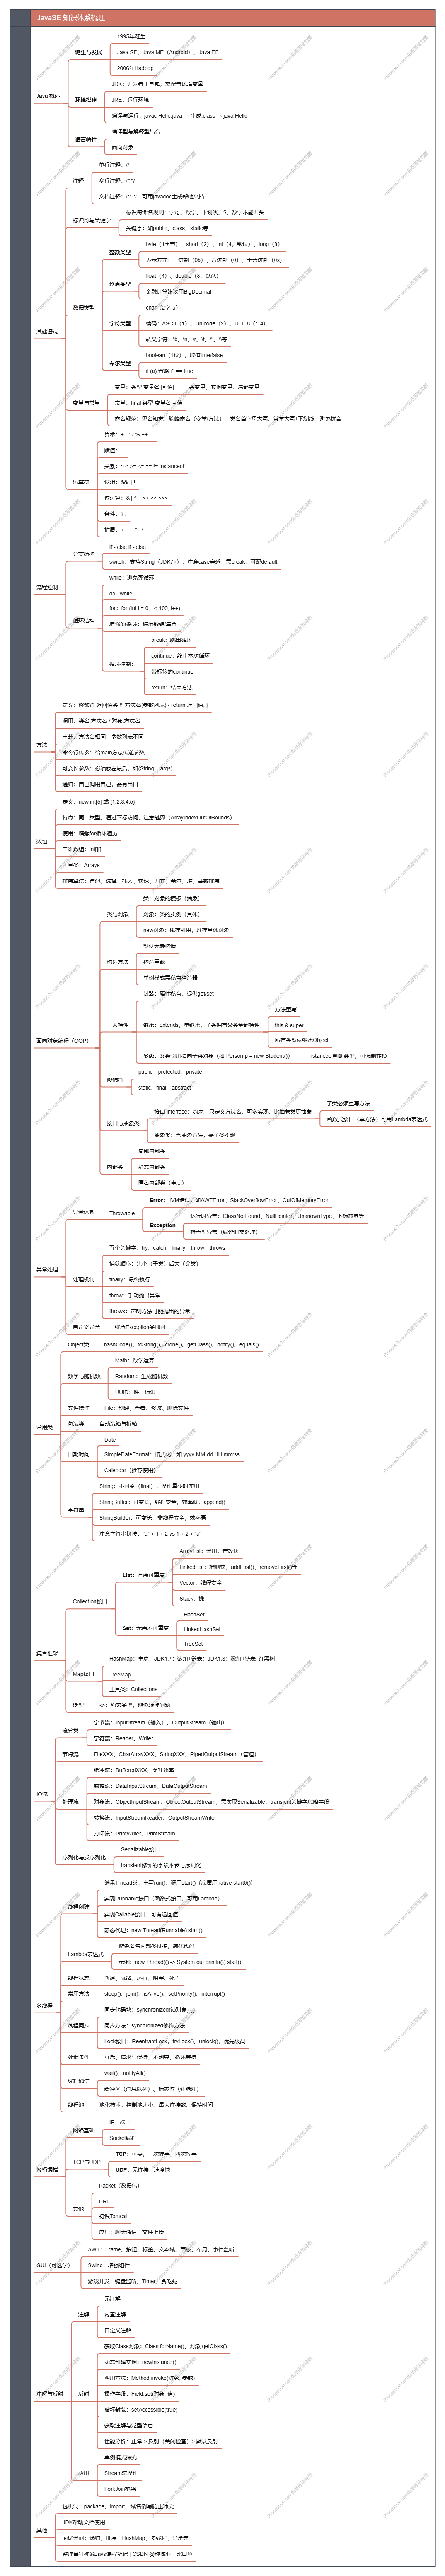 JavaSE 知识体系梳理
Java 概述
诞生与发展
1995年诞生
Java SE、Java ME（Android）、Java EE
2006年Hadoop
环境搭建
JDK：开发者工具包，需配置环境变量
JRE：运行环境
编译与运行：javac Hello.java → 生成.class → java Hello
语言特性
编译型与解释型结合
面向对象
基础语法
注释
单行注释：//
多行注释：/* */
文档注释：/** */，可用javadoc生成帮助文档
标识符与关键字
标识符命名规则：字母、数字、下划线、$，数字不能开头
关键字：如public、class、static等
数据类型
整数类型
byte（1字节）、short（2）、int（4，默认）、long（8）
表示方式：二进制（0b）、八进制（0）、十六进制（0x）
浮点类型
float（4）、double（8，默认）
金融计算建议用BigDecimal
字符类型
char（2字节）
编码：ASCII（1）、Unicode（2）、UTF-8（1-4）
转义字符：\b、\n、\r、\t、\"、\\等
布尔类型
boolean（1位），取值true/false
if (a) 省略了 == true
变量与常量
变量：类型 变量名 [= 值]
类变量、实例变量、局部变量
常量：final 类型 变量名 = 值
命名规范：见名知意，驼峰命名（变量/方法），类名首字母大写，常量大写+下划线，避免拼音
运算符
算术：+ - * / % ++ --
赋值：=
关系：> < >= <= == != instanceof
逻辑：&& || !
位运算：& | ^ ~ >> << >>>
条件：? :
扩展：+= -= *= /=
流程控制
分支结构
if - else if - else
switch：支持String（JDK7+），注意case穿透，需break，可配default
循环结构
while：避免死循环
do...while
for：for (int i = 0; i < 100; i++)
增强for循环：遍历数组/集合
循环控制：
break：跳出循环
continue：终止本次循环
带标签的continue
return：结束方法
方法
定义：修饰符 返回值类型 方法名(参数列表) { return 返回值; }
调用：类名.方法名 / 对象.方法名
重载：方法名相同，参数列表不同
命令行传参：给main方法传递参数
可变长参数：必须放在最后，如(String... args)
递归：自己调用自己，需有出口
数组
定义：new int[5] 或 {1,2,3,4,5}
特点：同一类型，通过下标访问，注意越界（ArrayIndexOutOfBounds）
使用：增强for循环遍历
二维数组：int[][]
工具类：Arrays
排序算法：冒泡、选择、插入、快速、归并、希尔、堆、基数排序
面向对象编程（OOP）
类与对象
类：对象的模板（抽象）
对象：类的实例（具体）
new对象：栈存引用，堆存具体对象
构造方法
默认无参构造
构造重载
单例模式需私有构造器
三大特性
封装：属性私有，提供get/set
继承：extends，单继承，子类拥有父类全部特性
方法重写
this & super
所有类默认继承Object
多态：父类引用指向子类对象（如 Person p = new Student()）
instanceof判断类型，可强制转换
修饰符
public、protected、private
static、final、abstract
接口与抽象类
接口 interface：约束，只定义方法名，可多实现，比抽象类更抽象
子类必须重写方法
函数式接口（单方法）可用Lambda表达式
抽象类：含抽象方法，需子类实现
内部类
局部内部类
静态内部类
匿名内部类（重点）
异常处理
异常体系
Throwable
Error：JVM错误，如AWTError、StackOverflowError、OutOfMemoryError
Exception
运行时异常：ClassNotFound、NullPointer、UnknownType、下标越界等
检查型异常（编译时需处理）
处理机制
五个关键字：try、catch、finally、throw、throws
捕获顺序：先小（子类）后大（父类）
finally：最终执行
throw：手动抛出异常
throws：声明方法可能抛出的异常
自定义异常
继承Exception类即可
常用类
Object类
hashCode()、toString()、clone()、getClass()、notify()、equals()
数学与随机数
Math：数学运算
Random：生成随机数
UUID：唯一标识
文件操作
File：创建、查看、修改、删除文件
包装类
自动装箱与拆箱
日期时间
Date
SimpleDateFormat：格式化，如 yyyy-MM-dd HH:mm:ss
Calendar（推荐使用）
字符串
String：不可变（final），操作量少时使用
StringBuffer：可变长，线程安全，效率低，append()
StringBuilder：可变长，非线程安全，效率高
注意字符串拼接："a" + 1 + 2 vs 1 + 2 + "a"
集合框架
Collection接口
List：有序可重复
ArrayList：常用，查改快
LinkedList：增删快，addFirst()、removeFirst()等
Vector：线程安全
Stack：栈
Set：无序不可重复
HashSet
LinkedHashSet
TreeSet
Map接口
HashMap：重点，JDK1.7：数组+链表；JDK1.8：数组+链表+红黑树
TreeMap
工具类：Collections
泛型
<>：约束类型，避免转换问题
IO流
流分类
字节流：InputStream（输入）、OutputStream（输出）
字符流：Reader、Writer
节点流
FileXXX、CharArrayXXX、StringXXX、PipedOutputStream（管道）
处理流
缓冲流：BufferedXXX，提升效率
数据流：DataInputStream、DataOutputStream
对象流：ObjectInputStream、ObjectOutputStream，需实现Serializable，transient关键字忽略字段
转换流：InputStreamReader、OutputStreamWriter
打印流：PrintWriter、PrintStream
序列化与反序列化
Serializable接口
transient修饰的字段不参与序列化
多线程
线程创建
继承Thread类，重写run()，调用start()（底层用native start0()）
实现Runnable接口（函数式接口，可用Lambda）
实现Callable接口，可有返回值
静态代理：new Thread(Runnable).start()
Lambda表达式
避免匿名内部类过多，简化代码
示例：new Thread(() -> System.out.println()).start();
线程状态
新建、就绪、运行、阻塞、死亡
常用方法
sleep()、join()、isAlive()、setPriority()、interrupt()
线程同步
同步代码块：synchronized(锁对象) { }
同步方法：synchronized修饰方法
Lock接口：ReentrantLock，tryLock()、unlock()，优先级高
死锁条件
互斥、请求与保持、不剥夺、循环等待
线程通信
wait()、notifyAll()
缓冲区（消息队列）、标志位（红绿灯）
线程池
池化技术，控制池大小、最大连接数、保持时间
网络编程
网络基础
IP、端口
Socket编程
TCP与UDP
TCP：可靠，三次握手，四次挥手
UDP：无连接，速度快
其他
Packet（数据包）
URL
初识Tomcat
应用：聊天通信、文件上传
GUI（可选学）
AWT：Frame、按钮、标签、文本域、面板、布局、事件监听
Swing：增强组件
游戏开发：键盘监听、Timer、贪吃蛇
注解与反射
注解
元注解
内置注解
自定义注解
反射
获取Class对象：Class.forName()、对象.getClass()
动态创建实例：newInstance()
调用方法：Method.invoke(对象, 参数)
操作字段：Field.set(对象, 值)
破坏封装：setAccessible(true)
获取注解与泛型信息
性能分析：正常 > 反射（关闭检查）> 默认反射
应用
单例模式探究
Stream流操作
ForkJoin框架
其他
包机制：package、import，域名倒写防止冲突
JDK帮助文档使用
面试常问：递归、排序、HashMap、多线程、异常等
整理自狂神说Java课程笔记 | CSDN @你域亚丁比目鱼